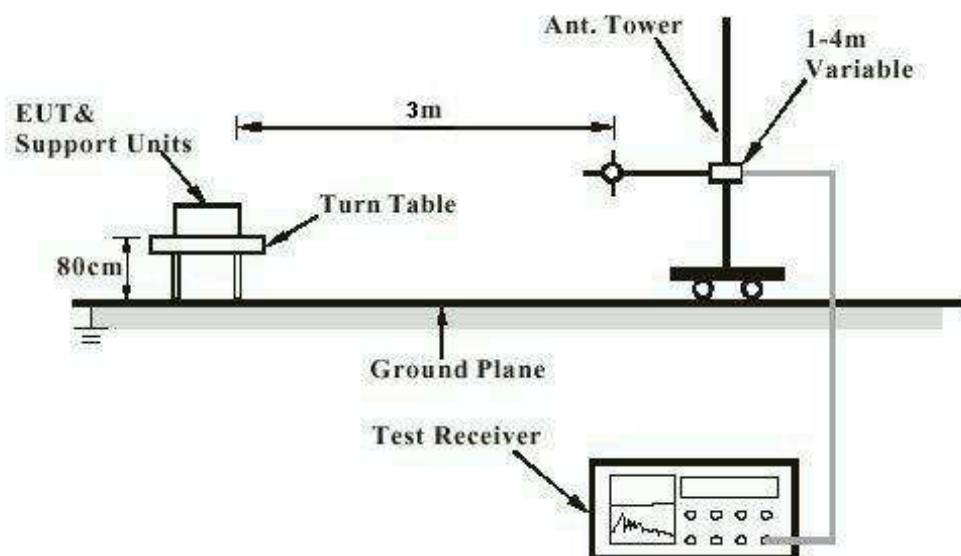 Ant. Tower
1-4m
Variable
EUT&
Support Units
3m
Turn Table
80cm
Ground Plane
Test Receiver